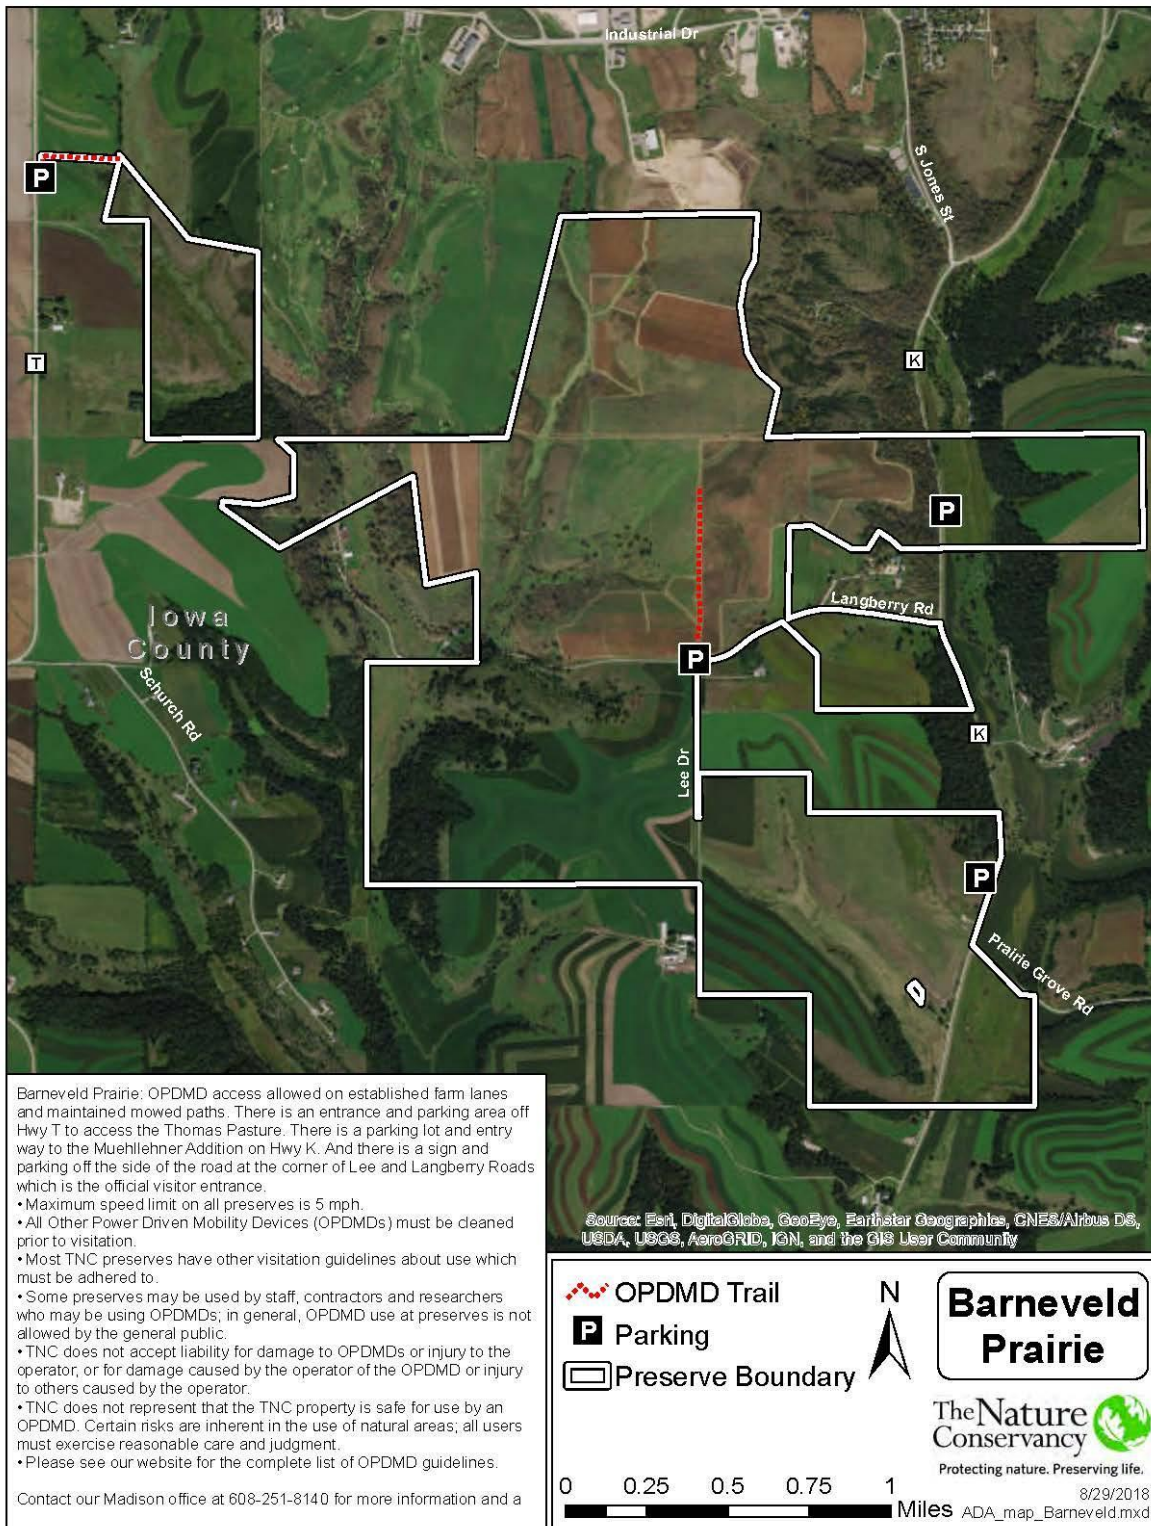 Industrial Dr
S Jones St
P
T
K
P
Langberry Rd
Iowa
County
Schurch Rd
P
K
Lee Dr
P
Prairie Grove Rd
Barneveld Prairie: OPDMD access allowed on established farm lanes
and maintained mowed paths. There is an entrance and parking area off
Hwy T to access the Thomas Pasture. There is a parking lot and entry
way to the Muehllehner Addition on Hwy K. And there is a sign and
parking off the side of the road at the corner of Lee and Langberry Roads
which is the official visitor entrance.
• Maximum speed limit on all preserves is 5 mph.
• All Other Power Driven Mobility Devices (OPDMDs) must be cleaned
prior to visitation.
• Most TNC preserves have other visitation guidelines about use which
must be adhered to.
• Some preserves may be used by staff, contractors and researchers
who may be using OPDMDs; in general, OPDMD use at preserves is not
allowed by the general public.
• TNC does not accept liability for damage to OPDMDs or injury to the
operator, or for damage caused by the operator of the OPDMD or injury
to others caused by the operator.
• TNC does not represent that the TNC property is safe for use by an
OPDMD. Certain risks are inherent in the use of natural areas; all users
must exercise reasonable care and judgment.
• Please see our website for the complete list of OPDMD guidelines.
Contact our Madison office at 608-251-8140 for more information and a
Source: Esri, DigitalGlobe, GeoEye, Earthstar Geographics, CNES/Airbus DS,
USDA, USGS, AeroGRID, IGN, and the GIS User Community
OPDMD Trail
P Parking
Preserve Boundary
N
Barneveld
Prairie
The Nature
Conservancy
Protecting nature. Preserving life.
0 0.25 0.5 0.75 1
Miles
8/29/2018
ADA_map_Barneveld.mxd